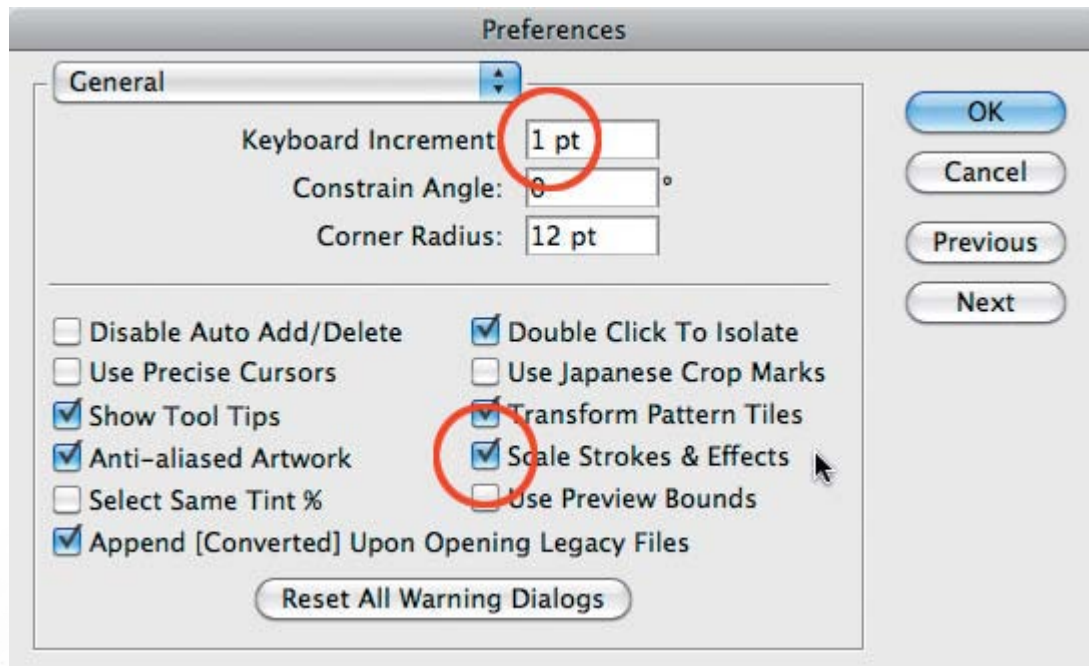 Preferences
General
Keyboard Increment: 1 pt
Constrain Angle: 0 °
Corner Radius: 12 pt
OK
Cancel
Previous
Next
Disable Auto Add/Delete
Double Click To Isolate
Use Precise Cursors
Use Japanese Crop Marks
Show Tool Tips
Transform Pattern Tiles
Anti-aliased Artwork
Scale Strokes & Effects
Select Same Tint %
Use Preview Bounds
Append [Converted] Upon Opening Legacy Files
Reset All Warning Dialogs